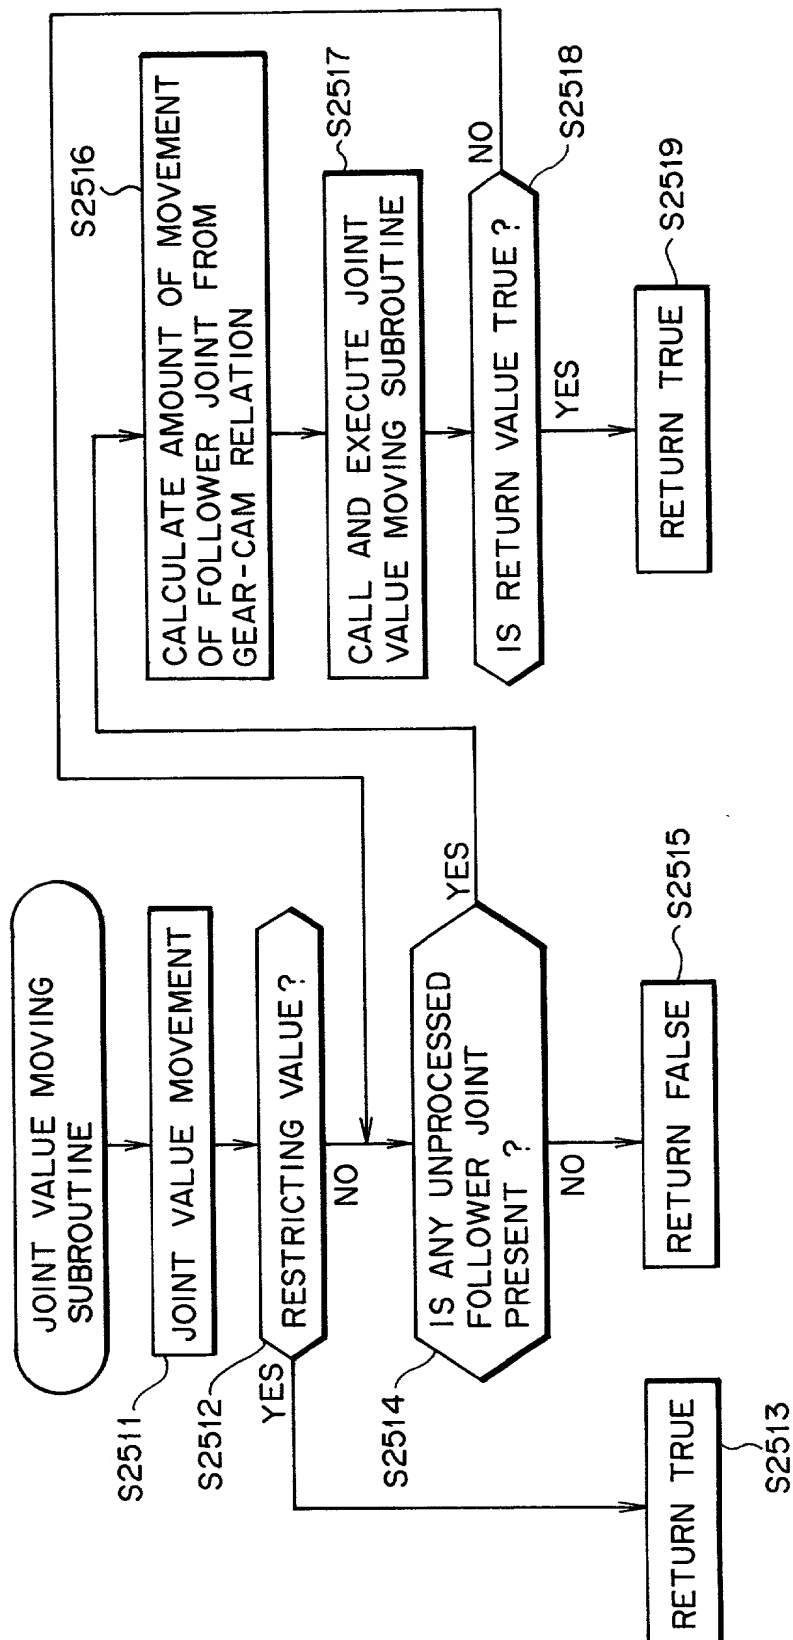 JOINT VALUE MOVING
SUBROUTINE
S2511
JOINT VALUE MOVEMENT
S2512
RESTRICTING VALUE?
YES
NO
S2514
IS ANY UNPROCESSED
FOLLOWER JOINT
PRESENT ?
YES
NO
S2513
RETURN TRUE
RETURN FALSE
S2515
S2516
CALCULATE AMOUNT OF MOVEMENT
OF FOLLOWER JOINT FROM
GEAR-CAM RELATION
S2517
CALL AND EXECUTE JOINT
VALUE MOVING SUBROUTINE
NO
S2518
IS RETURN VALUE TRUE?
YES
S2519
RETURN TRUE